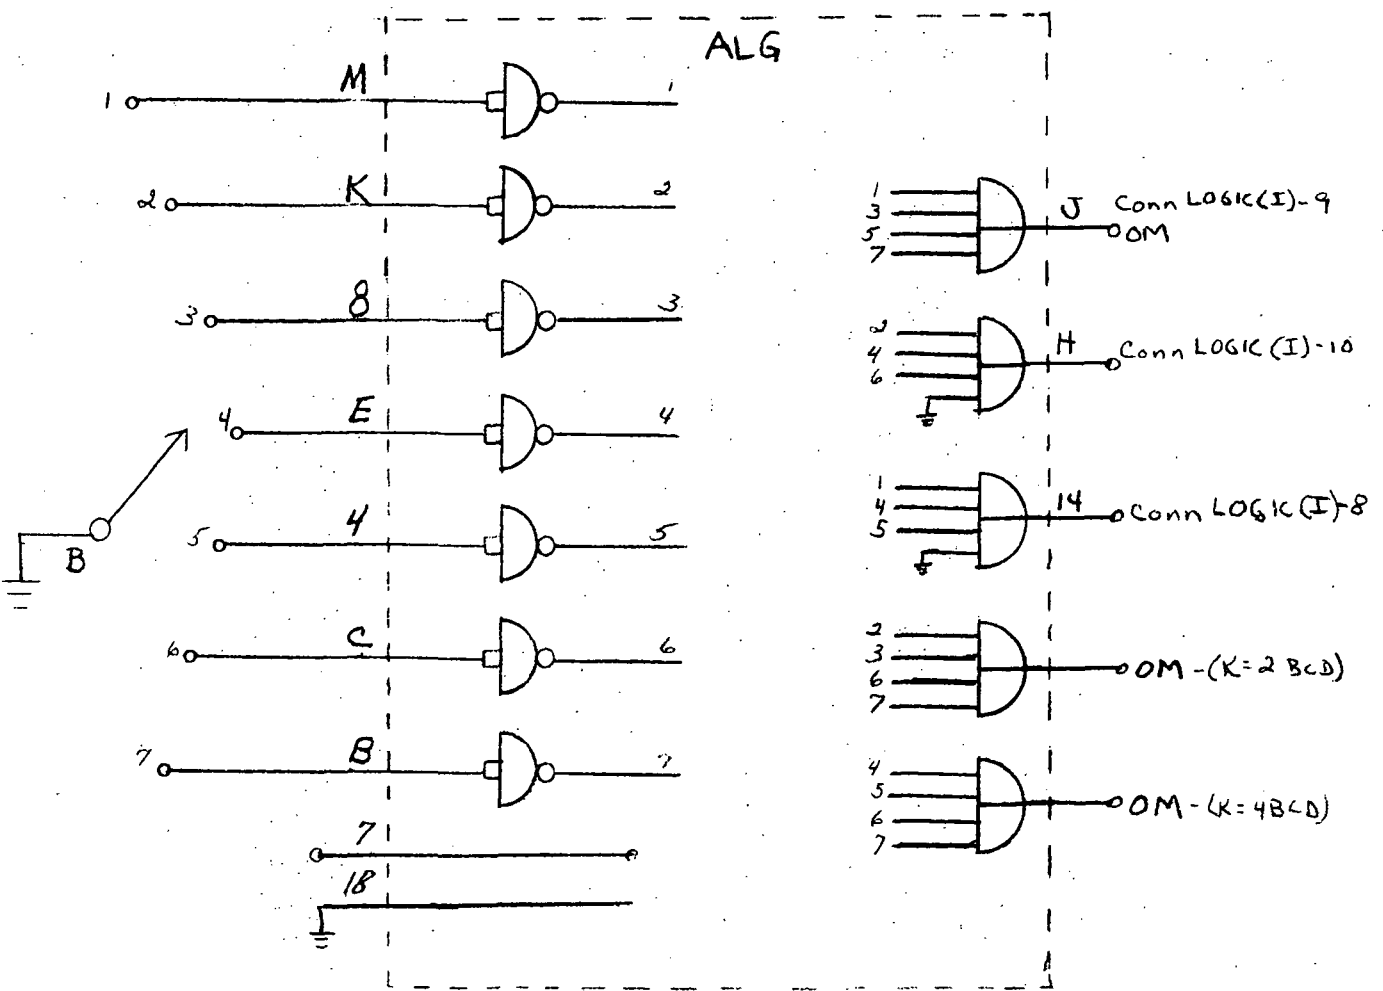 ALG
1 M 1
2 K 2
3 8 3
4 E 4
5 4 5
6 C 6
7 B 7
B
7
18
1
3
5
7
J Conn LOGIC(I)-9
OM
2
4
6
H Conn LOGIC(I)-10
1
4
5
14 Conn LOGIC(I)-8
2
3
6
7
OM-(K=2 BCD)
4
5
6
7
OM-(K=4BCD)